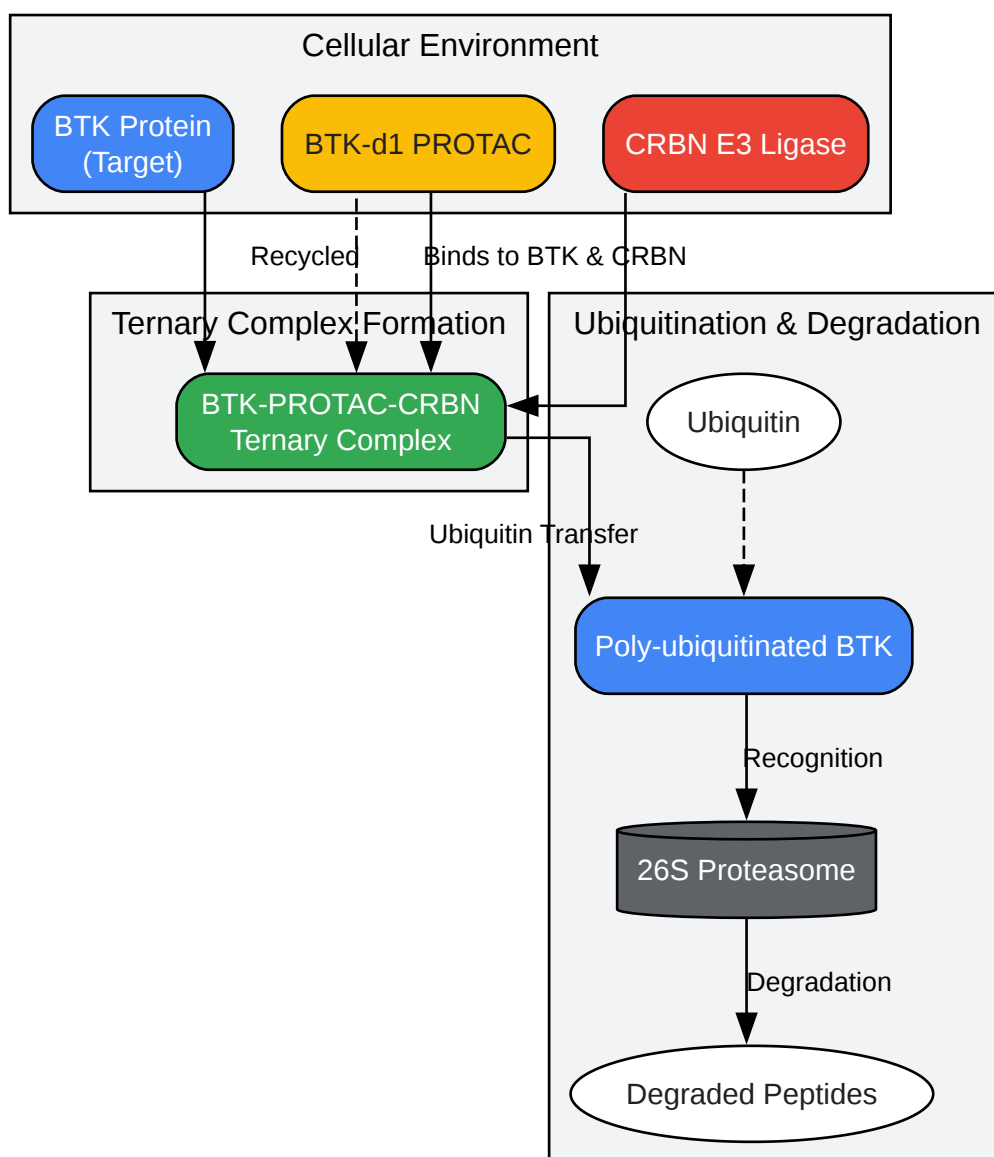 Cellular Environment
BTK Protein
(Target)
BTK-d1 PROTAC
CRBN E3 Ligase
Recycled
Binds to BTK & CRBN
Ternary Complex Formation
Ubiquitination & Degradation
BTK-PROTAC-CRBN
Ternary Complex
Ubiquitin
Ubiquitin Transfer
Poly-ubiquitinated BTK
Recognition
26S Proteasome
Degradation
Degraded Peptides